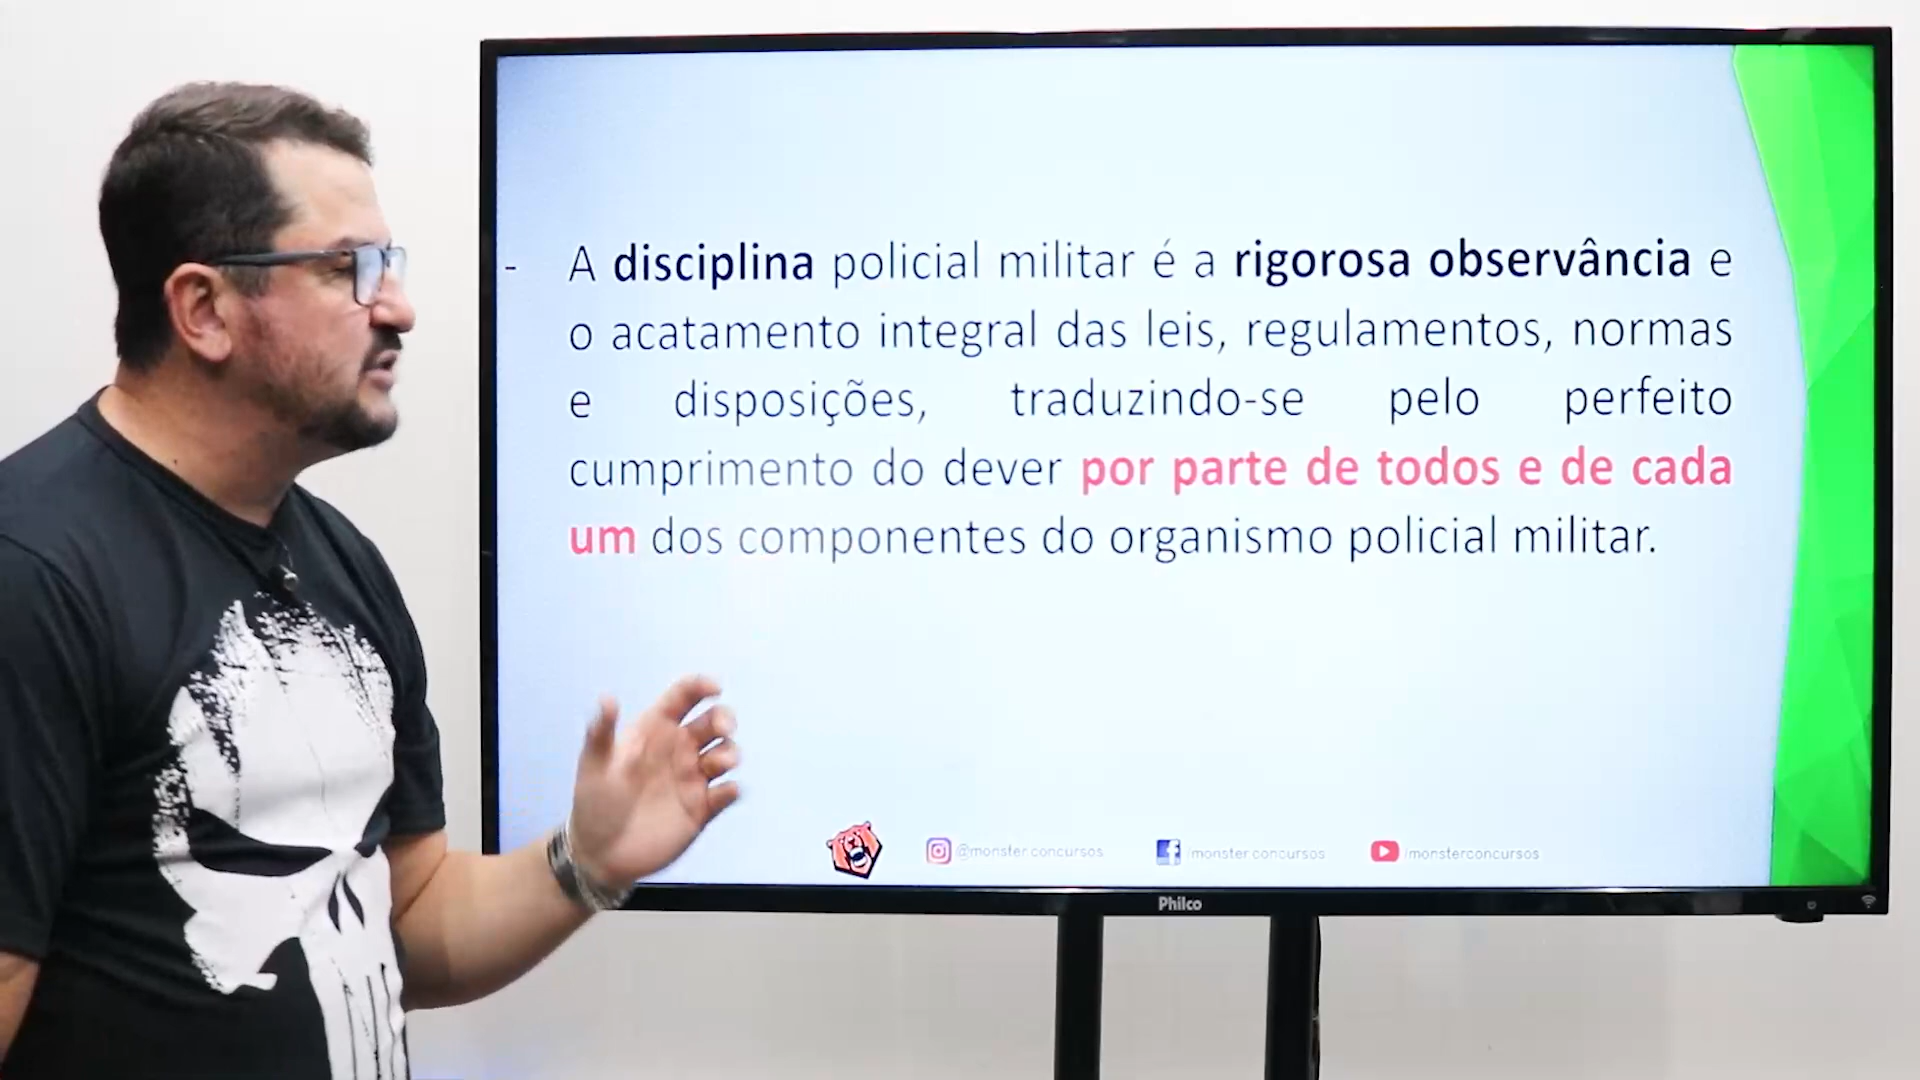 - A disciplina policial militar é a rigorosa observância e
o acatamento integral das leis, regulamentos, normas
e disposições, traduzindo-se pelo perfeito
cumprimento do dever por parte de todos e de cada
um dos componentes do organismo policial militar.
@monster.concursos
/monster.concursos
/monsterconcursos
Philco